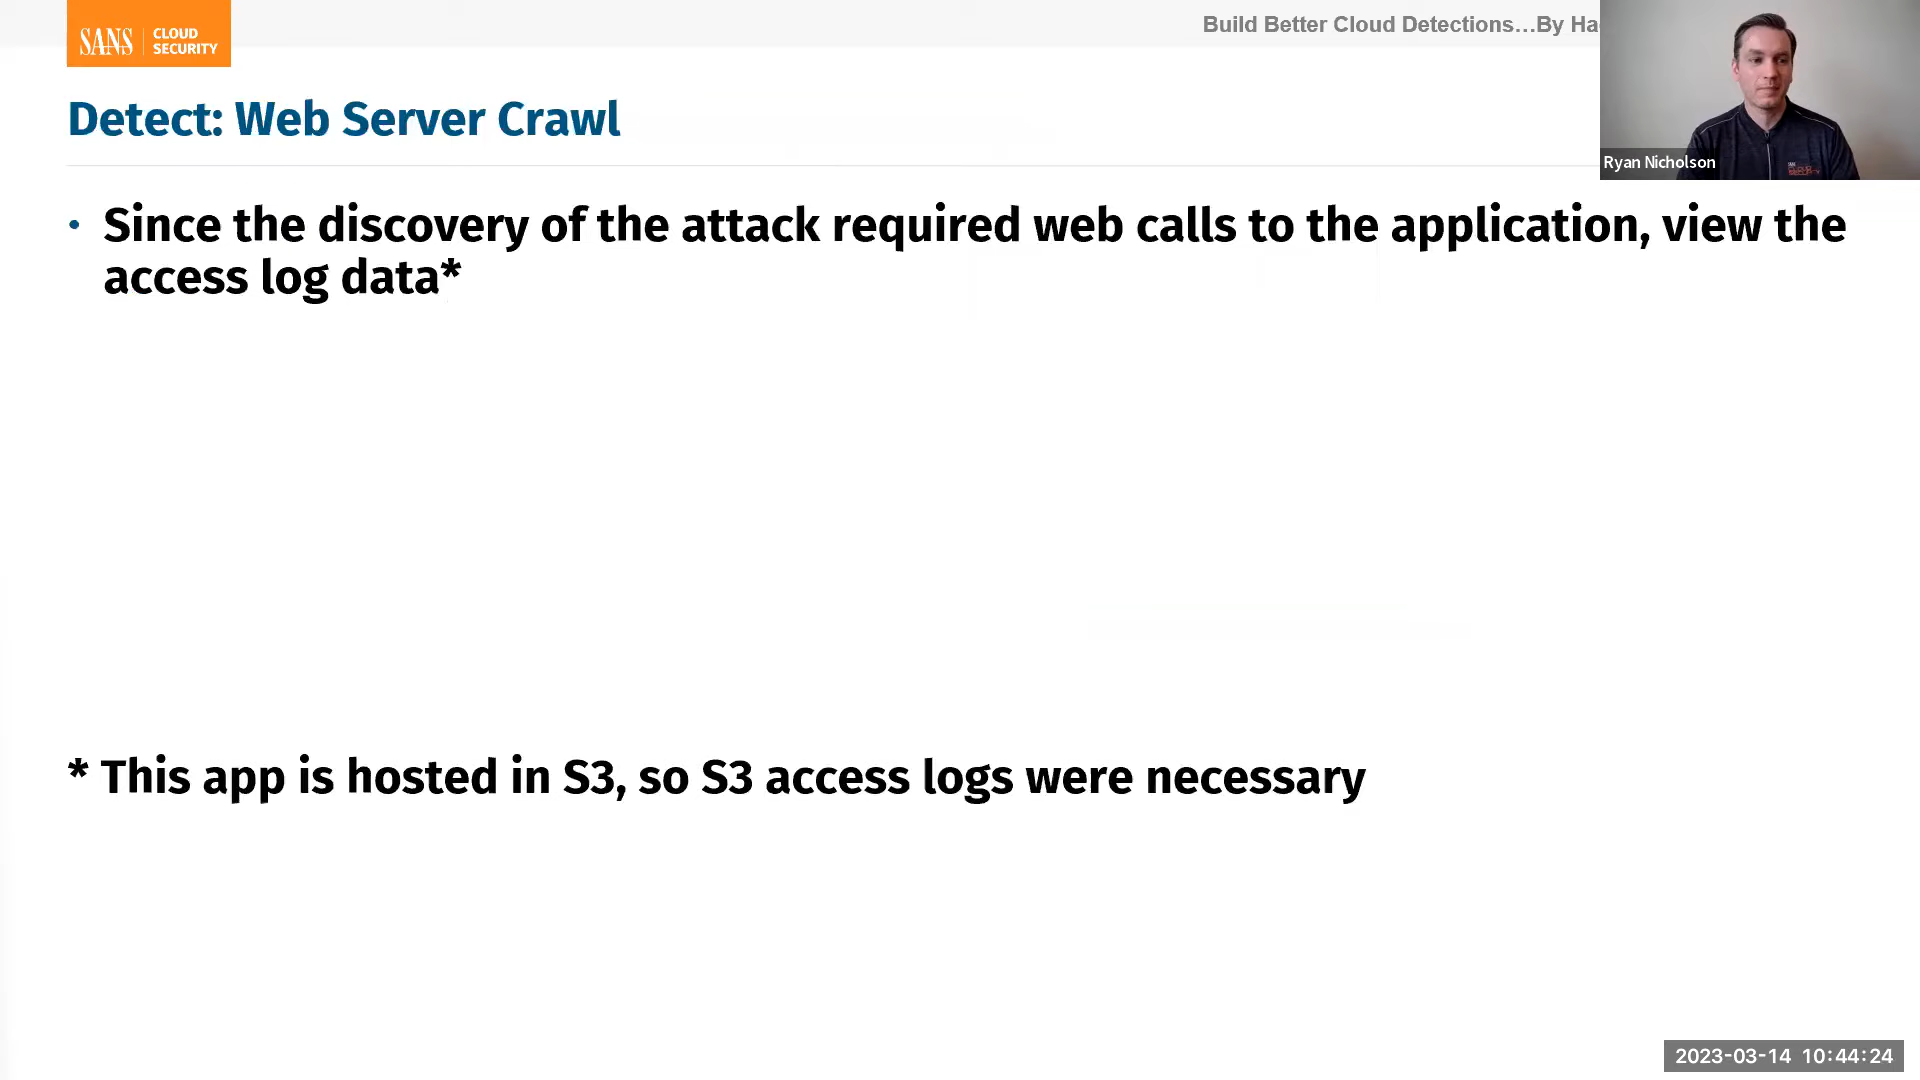 SANS
CLOUD
SECURITY
Build Better Cloud Detections…By Ha
Detect: Web Server Crawl
Ryan Nicholson
• Since the discovery of the attack required web calls to the application, view the
access log data*
* This app is hosted in S3, so S3 access logs were necessary
2023-03-14 10:44:24